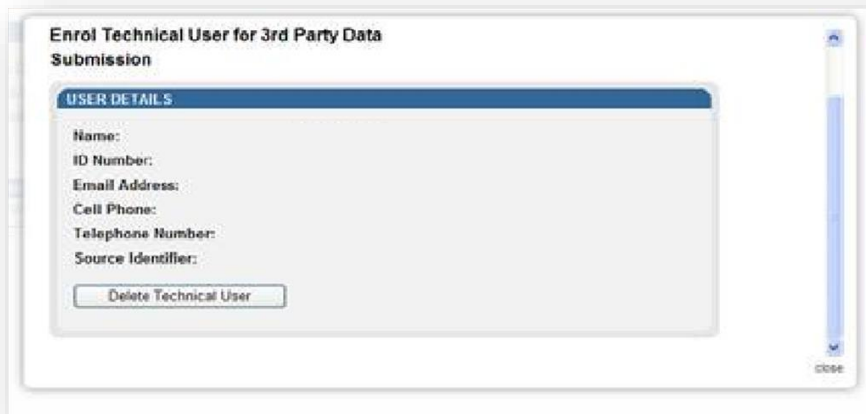 Enrol Technical User for 3rd Party Data
Submission
USER DETAILS
Name:
ID Number:
Email Address:
Cell Phone:
Telephone Number:
Source Identifier:
Delete Technical User
close